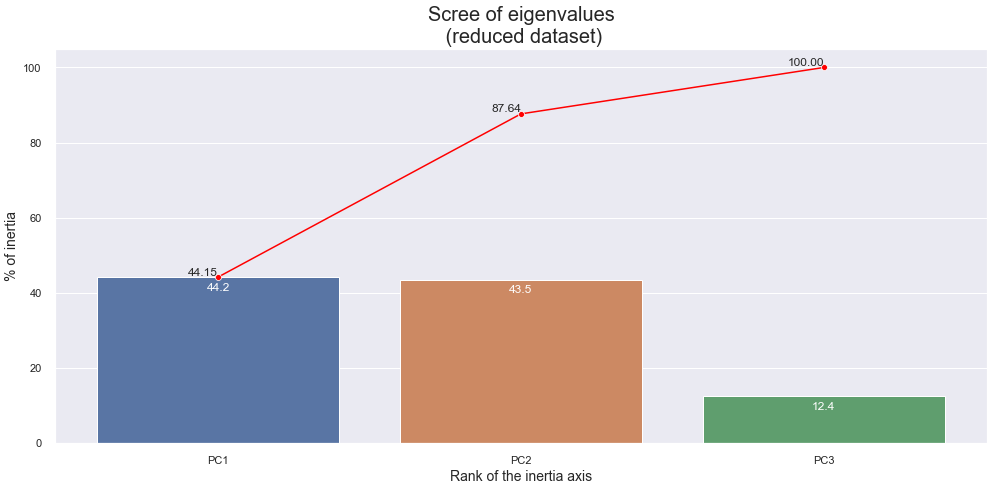 Scree of eigenvalues
(reduced dataset)
100
100.00
87.64
80
60
% of inertia
44.15
44.2
43.5
40
20
12.4
0
PC1 PC2 PC3
Rank of the inertia axis